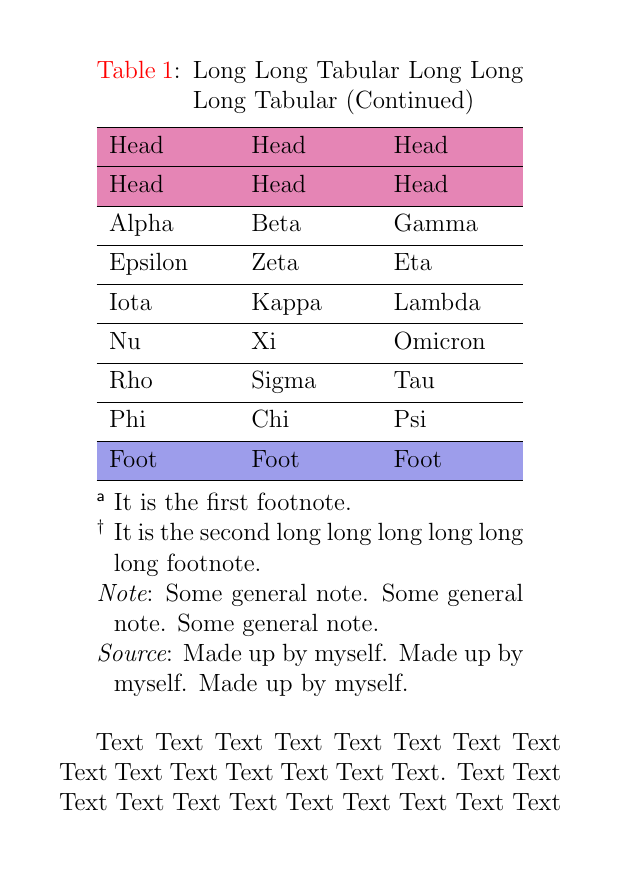 Table 1: Long Long Tabular Long Long
Long Tabular (Continued)
Head Head Head
Head Head Head
Alpha Beta Gamma
Epsilon Zeta Eta
Iota Kappa Lambda
Nu Xi Omicron
Rho Sigma Tau
Phi Chi Psi
Foot Foot Foot
a It is the first footnote.
† It is the second long long long long long
long footnote.
Note: Some general note. Some general
note. Some general note.
Source: Made up by myself. Made up by
myself. Made up by myself.
Text Text Text Text Text Text Text Text
Text Text Text Text Text Text Text. Text Text
Text Text Text Text Text Text Text Text Text